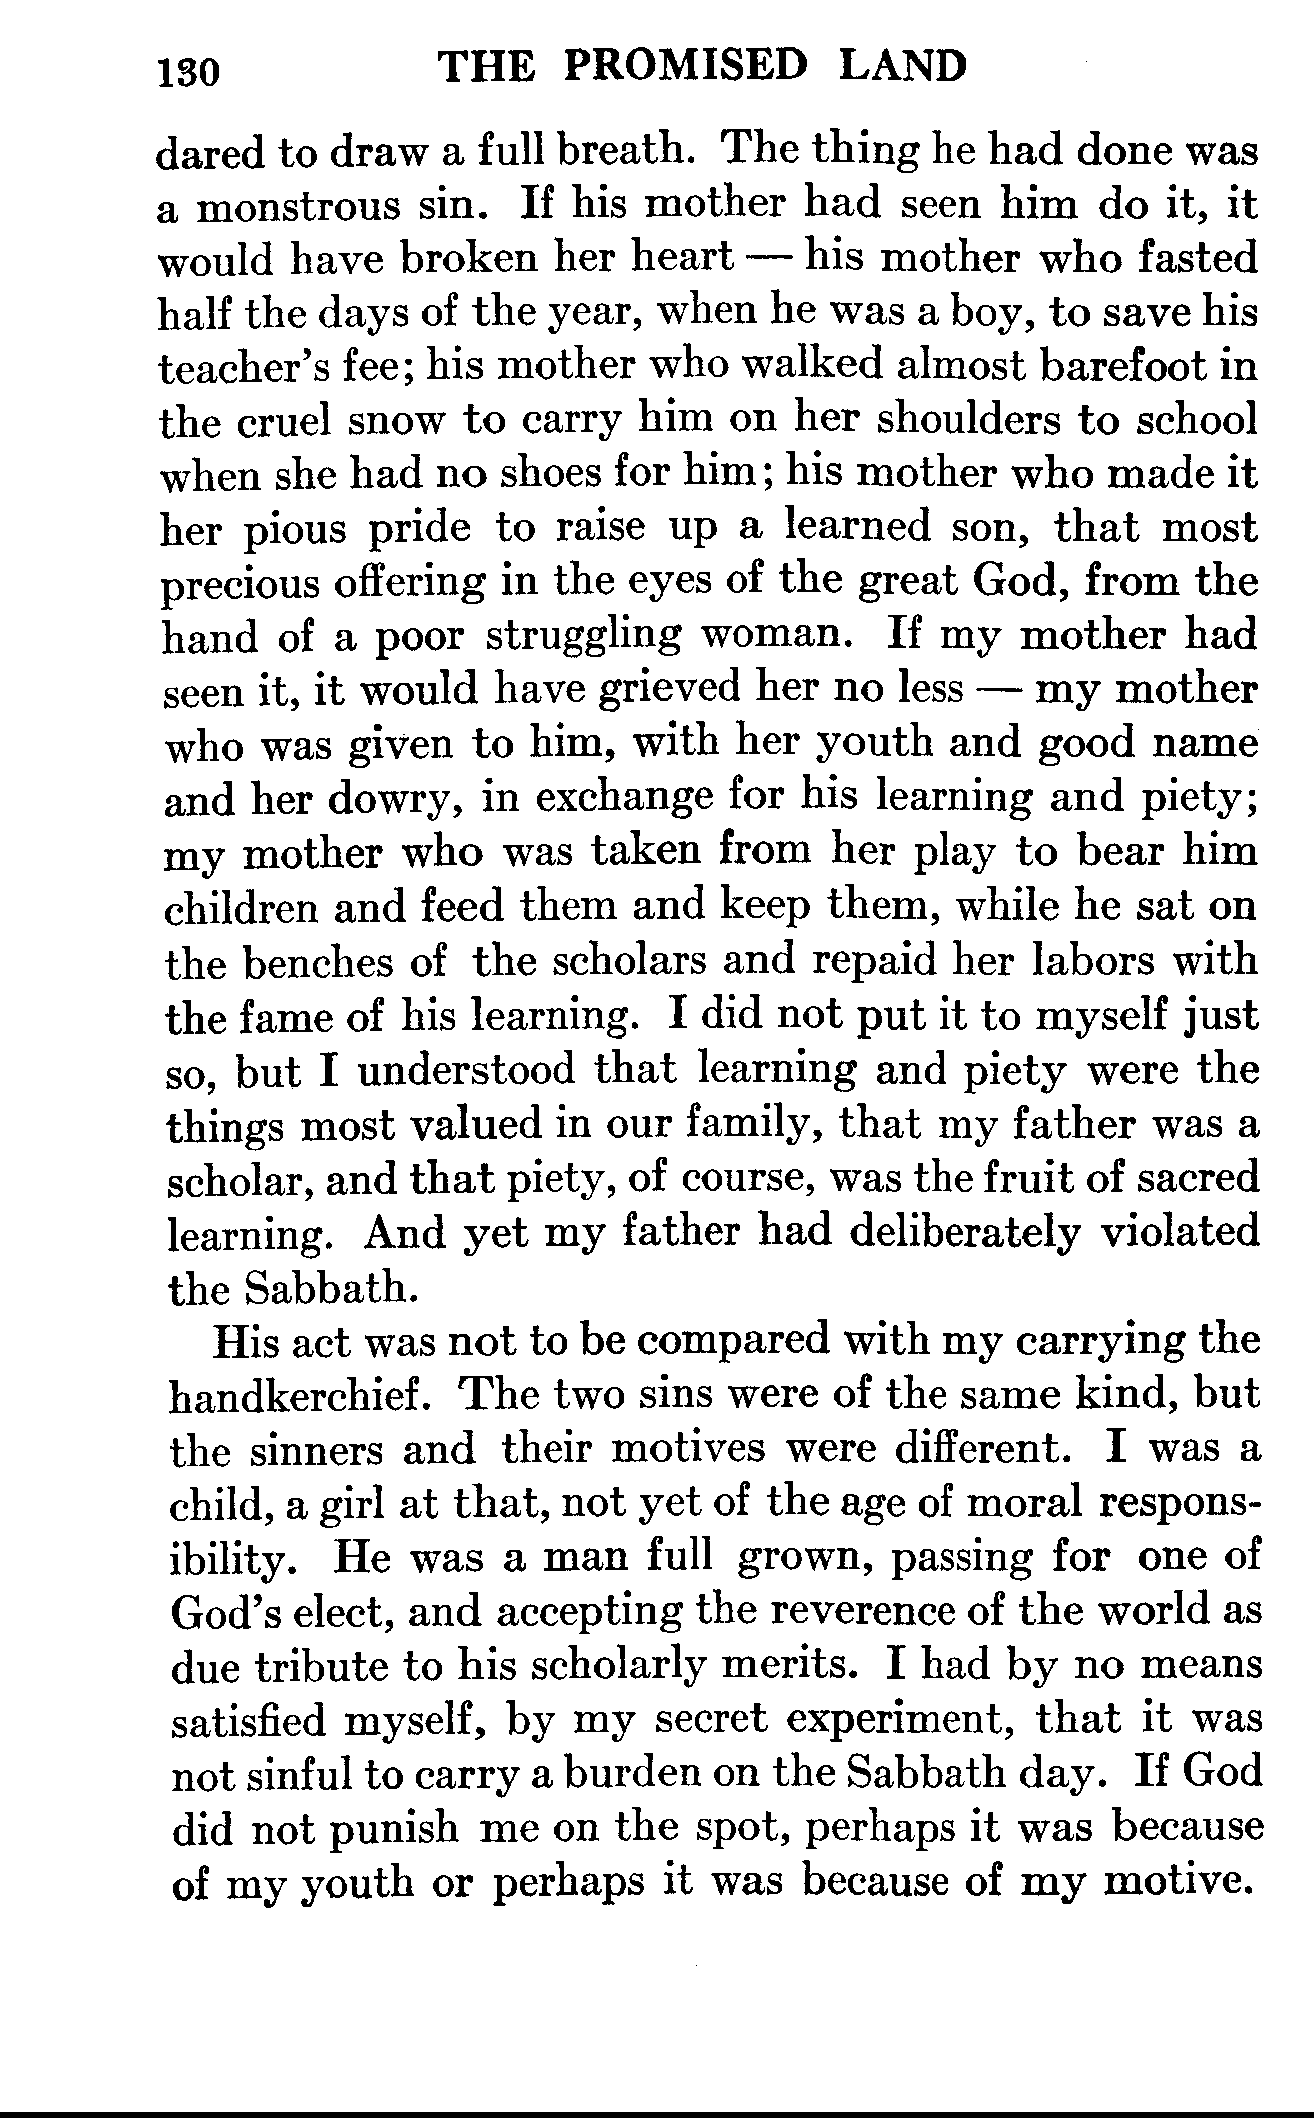 130 THE PROMISED LAND
dared to draw a full breath. The thing he had done was
a monstrous sin. If his mother had seen him do it, it
would have broken her heart — his mother who fasted
half the days of the year, when he was a boy, to save his
teacher's fee; his mother who walked almost barefoot in
the cruel snow to carry him on her shoulders to school
when she had no shoes for him; his mother who made it
her pious pride to raise up a learned son, that most
precious offering in the eyes of the great God, from the
hand of a poor struggling woman. If my mother had
seen it, it would have grieved her no less — my mother
who was given to him, with her youth and good name
and her dowry, in exchange for his learning and piety;
my mother who was taken from her play to bear him
children and feed them and keep them, while he sat on
the benches of the scholars and repaid her labors with
the fame of his learning. I did not put it to myself just
so, but I understood that learning and piety were the
things most valued in our family, that my father was a
scholar, and that piety, of course, was the fruit of sacred
learning. And yet my father had deliberately violated
the Sabbath.
His act was not to be compared with my carrying the
handkerchief. The two sins were of the same kind, but
the sinners and their motives were different. I was a
child, a girl at that, not yet of the age of moral respons-
ibility. He was a man full grown, passing for one of
God's elect, and accepting the reverence of the world as
due tribute to his scholarly merits. I had by no means
satisfied myself, by my secret experiment, that it was
not sinful to carry a burden on the Sabbath day. If God
did not punish me on the spot, perhaps it was because
of my youth or perhaps it was because of my motive.